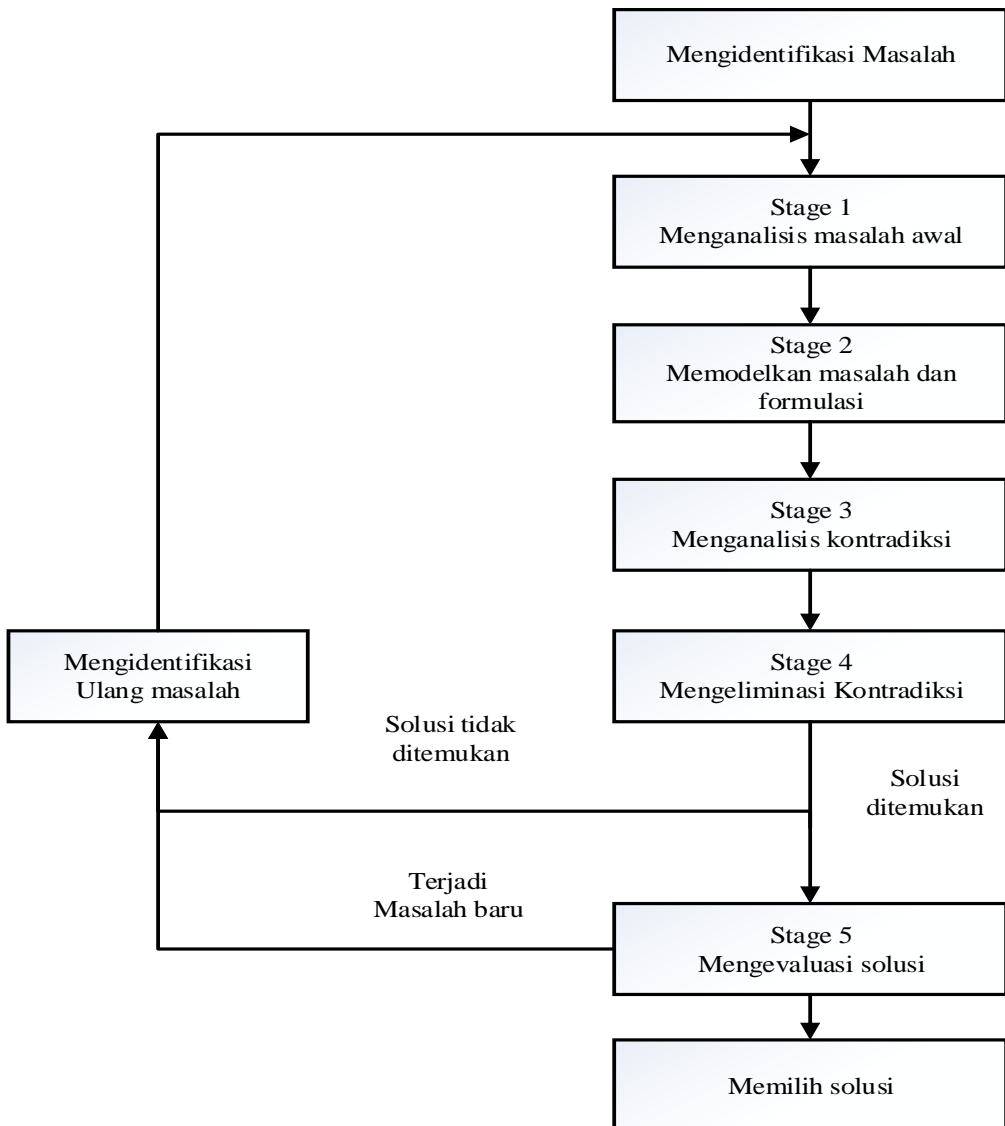 Mengidentifikasi Masalah
Stage 1
Menganalisis masalah awal
Stage 2
Memodelkan masalah dan
formulasi
Stage 3
Menganalisis kontradiksi
Mengidentifikasi
Ulang masalah
Stage 4
Mengeliminasi Kontradiksi
Solusi tidak
ditemukan
Solusi
ditemukan
Terjadi
Masalah baru
Stage 5
Mengevaluasi solusi
Memilih solusi